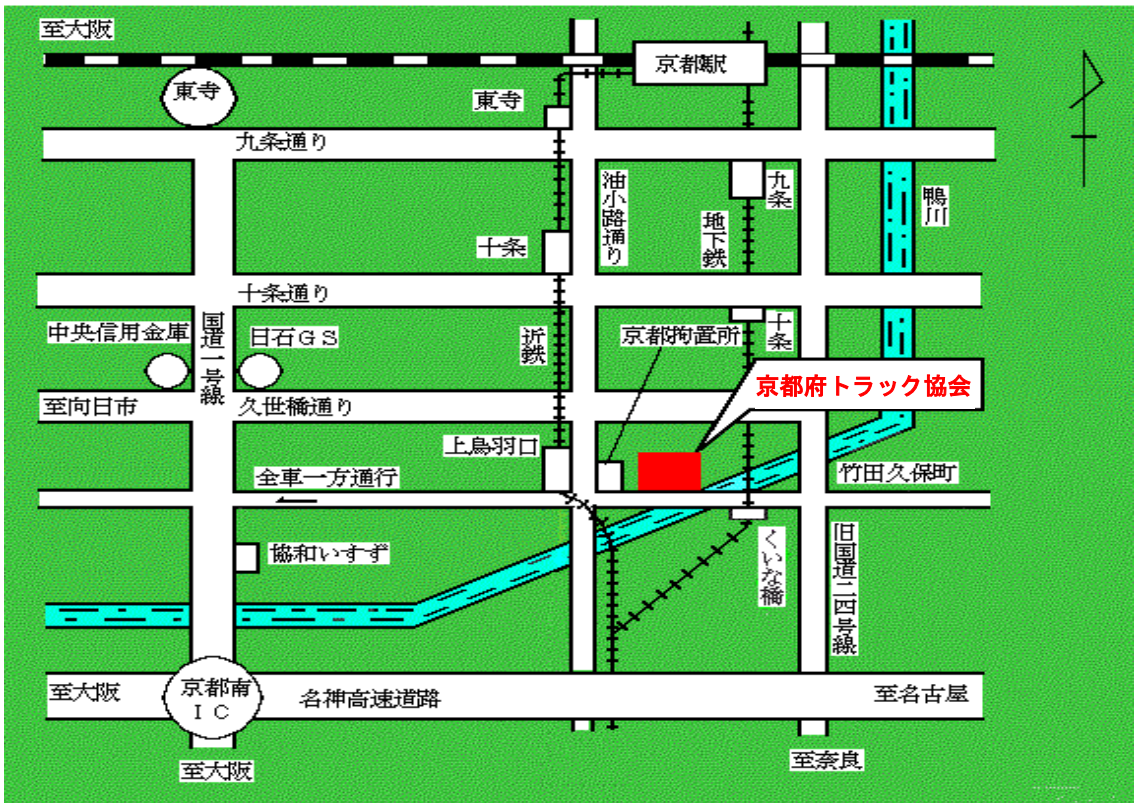 至大阪
京都駅
東寺
東寺
九条通り
油小路通り
九条
地下鉄
鴨川
十条
十条通り
中央信用金庫
国道一号線
日石GS
近鉄
京都拘置所
十条
京都府トラック協会
至向日市
久世橋通り
上鳥羽口
全車一方通行
竹田久保町
協和いすず
くいな橋
旧国道二四号線
至大阪
京都南
IC
名神高速道路
至名古屋
至大阪
至奈良